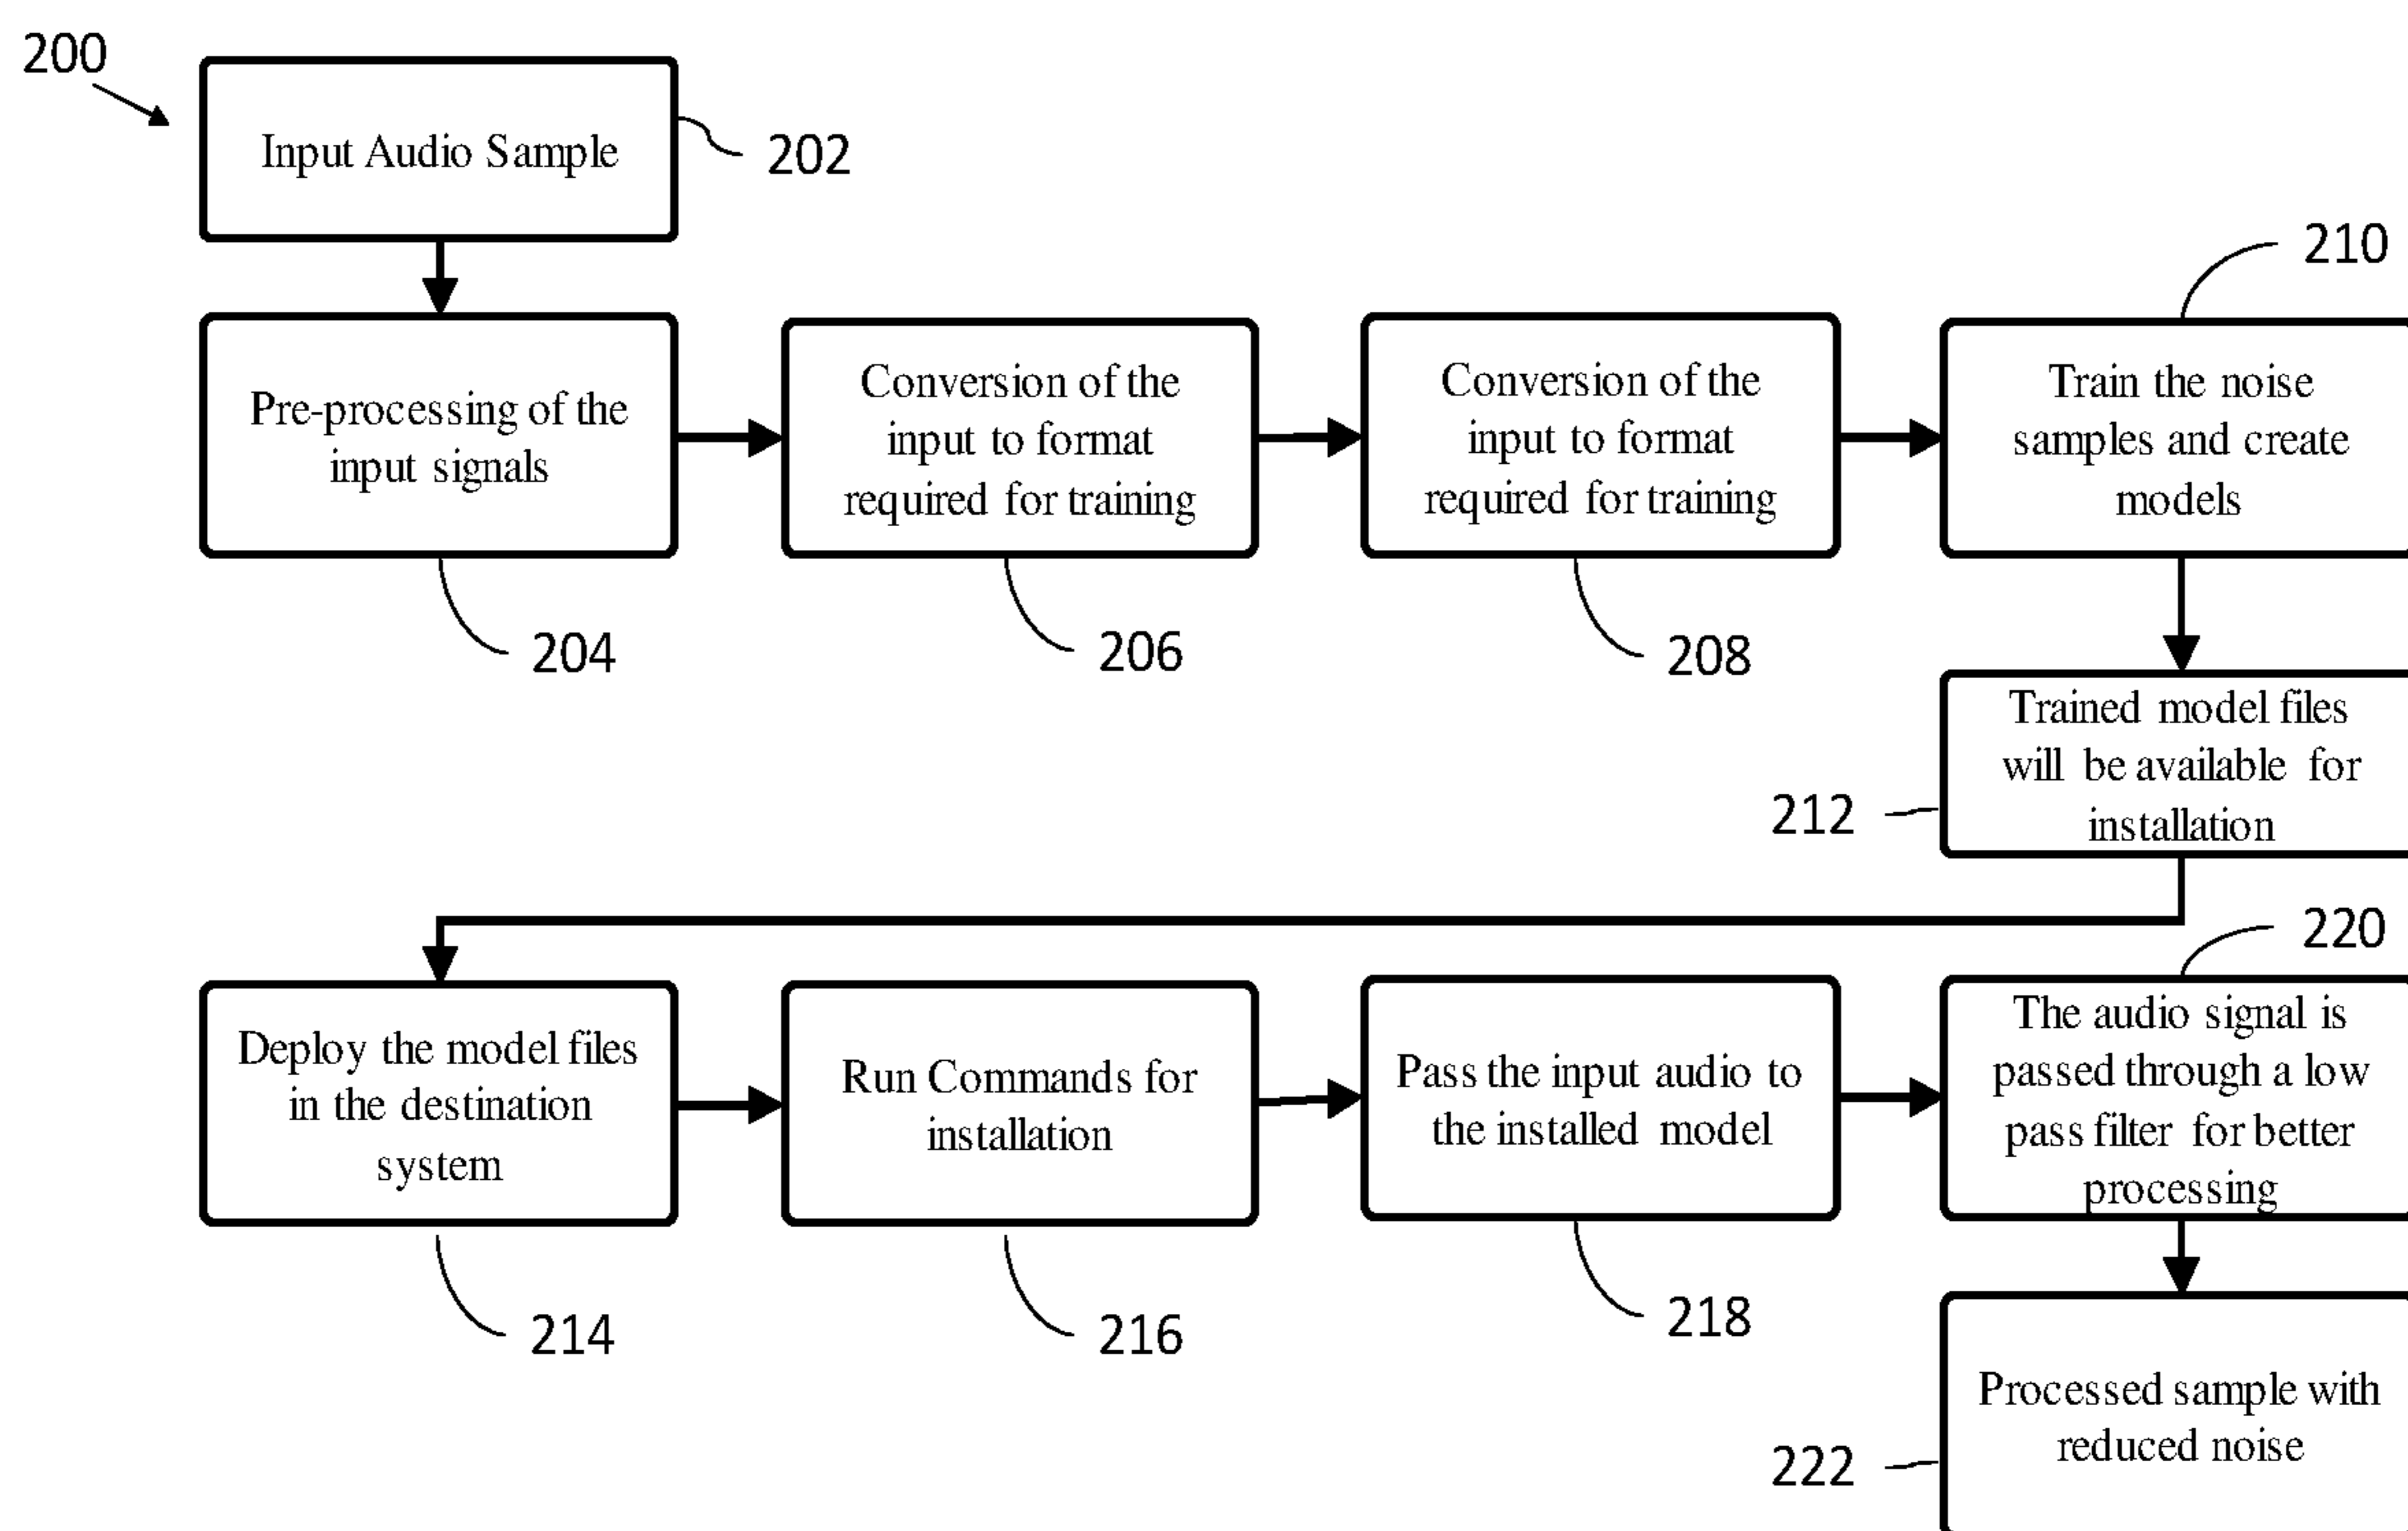 200
Input Audio Sample
202
Pre-processing of the
input signals
204
Conversion of the
input to format
required for training
206
Conversion of the
input to format
required for training
208
210
Train the noise
samples and create
models
Trained model files
will be available for
installation
212
Deploy the model files
in the destination
system
214
Run Commands for
installation
216
Pass the input audio to
the installed model
218
220
The audio signal is
passed through a low
pass filter for better
processing
Processed sample with
reduced noise
222